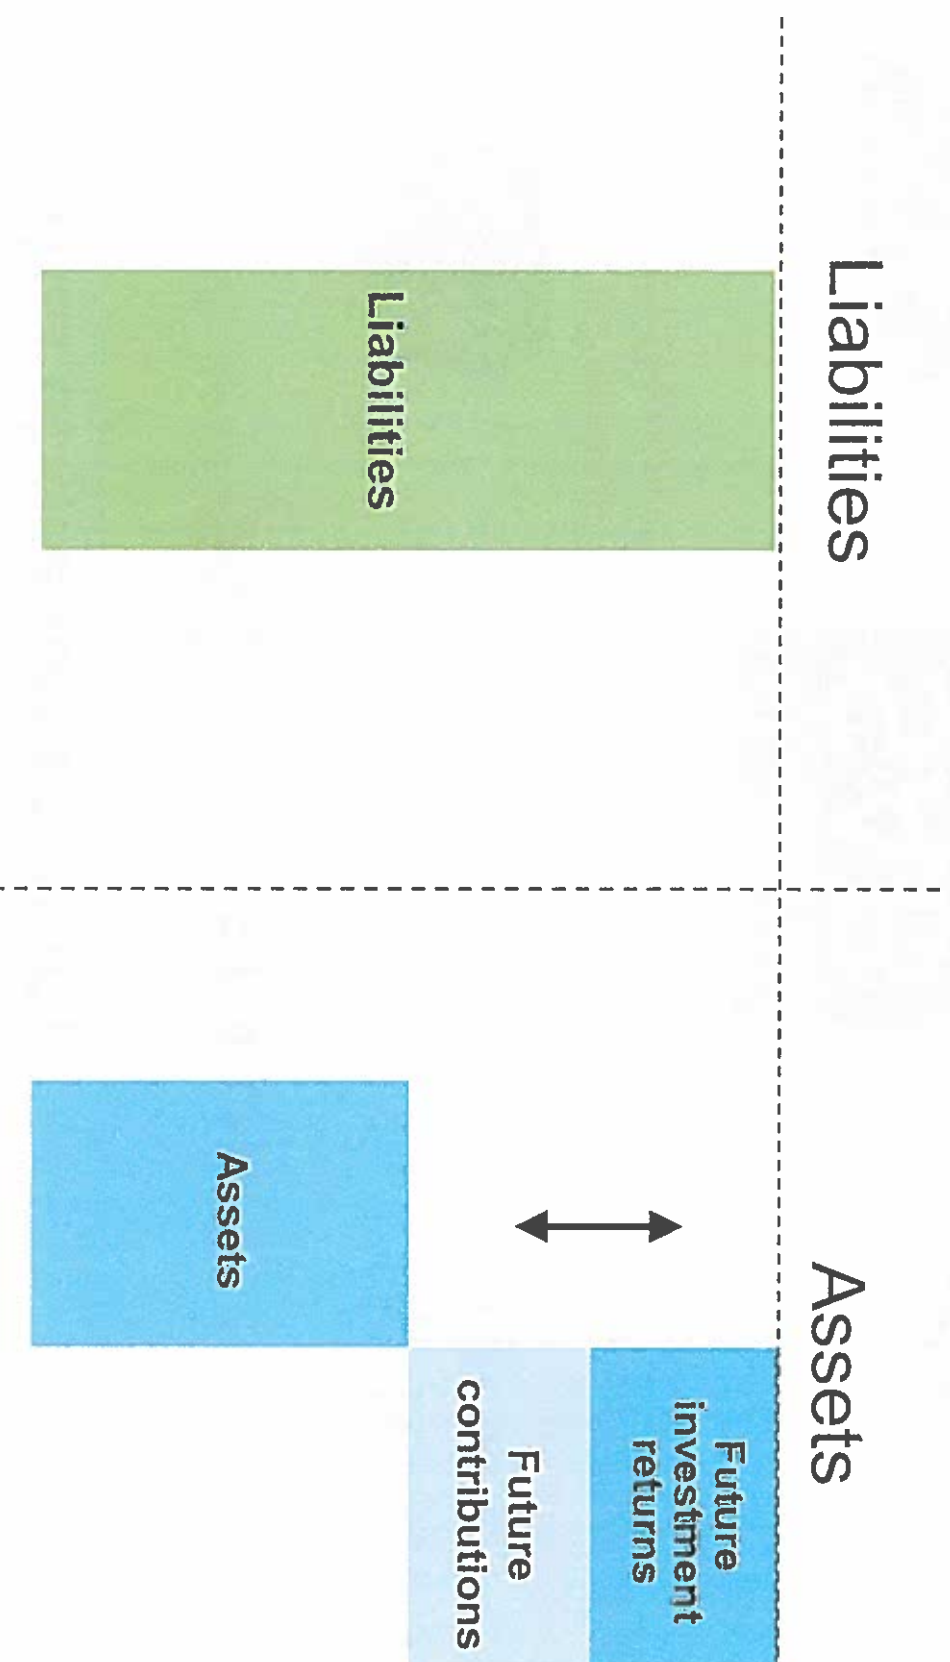 Liabilities
Assets
Liabilities
Assets
Future
investment
returns
Future
contributions